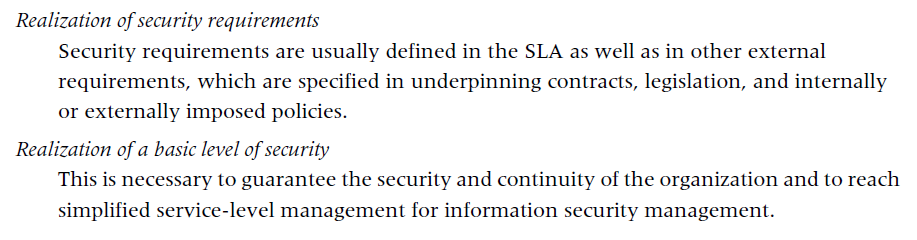 Realization of security requirements
Security requirements are usually defined in the SLA as well as in other external
requirements, which are specified in underpinning contracts, legislation, and internally
or externally imposed policies.
Realization of a basic level of security
This is necessary to guarantee the security and continuity of the organization and to reach
simplified service-level management for information security management.